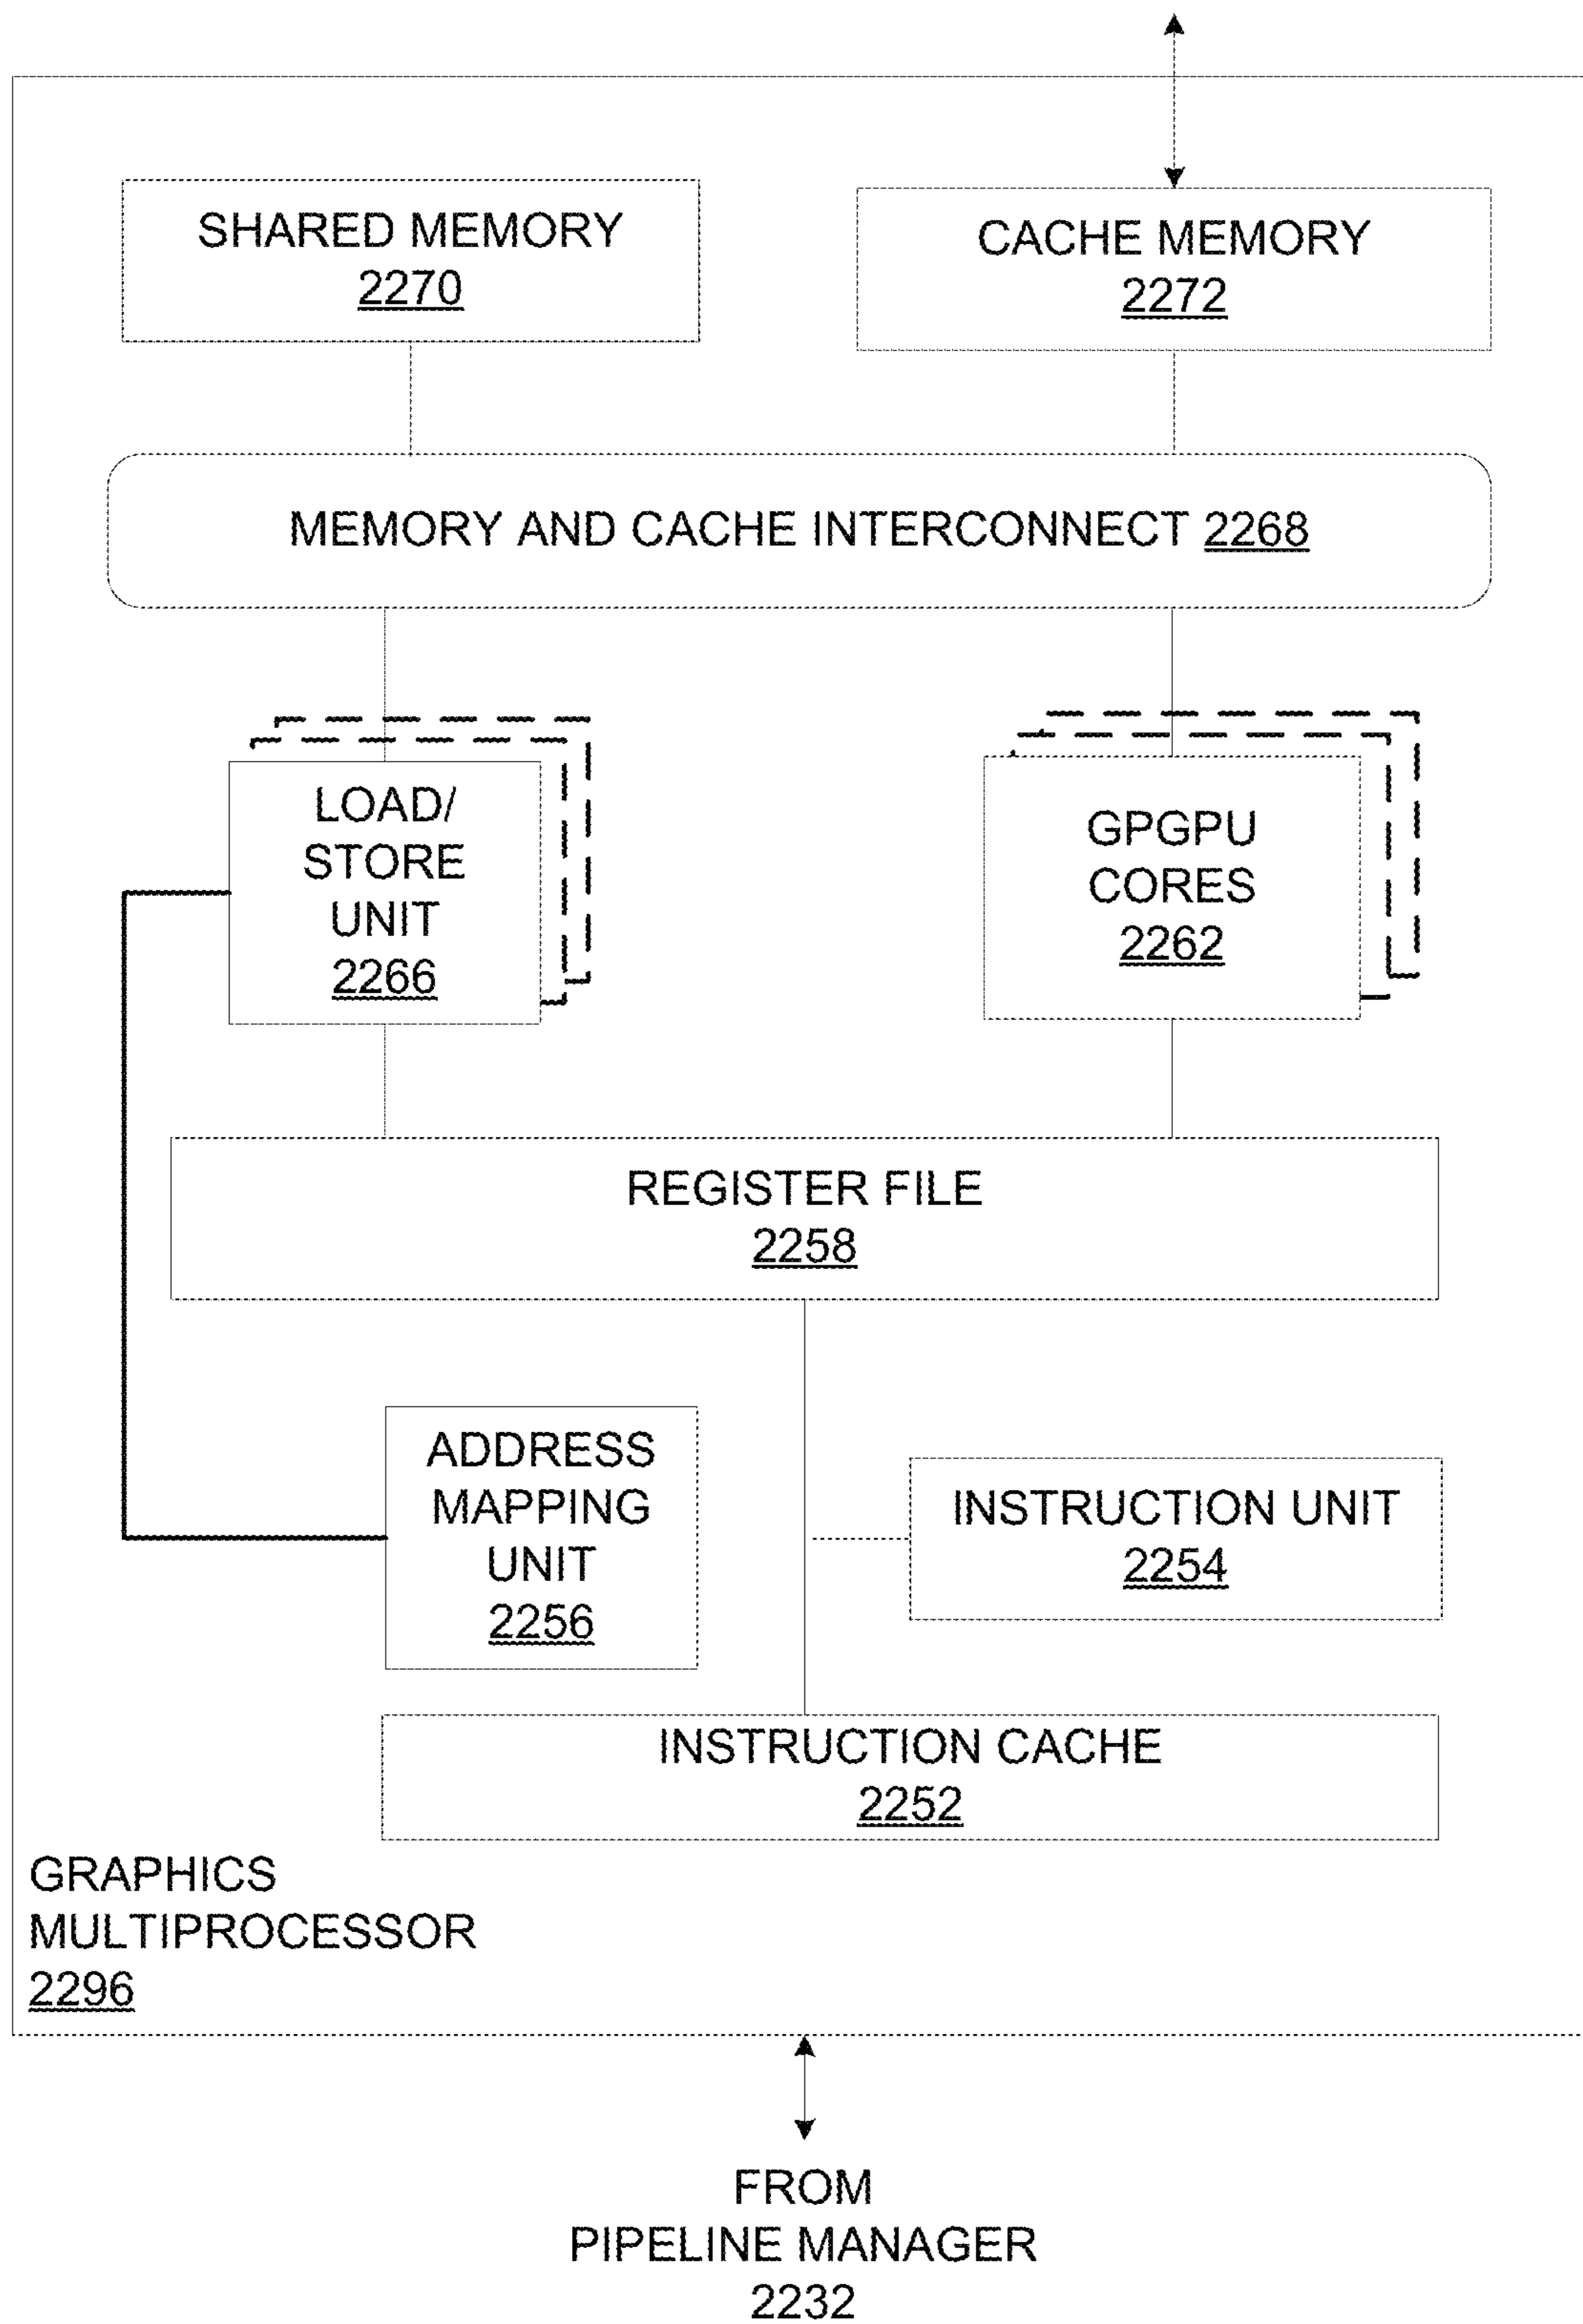 SHARED MEMORY
2270
CACHE MEMORY
2272
MEMORY AND CACHE INTERCONNECT 2268
LOAD/
STORE
UNIT
2266
GPGPU
CORES
2262
REGISTER FILE
2258
ADDRESS
MAPPING
UNIT
2256
INSTRUCTION UNIT
2254
INSTRUCTION CACHE
2252
GRAPHICS
MULTIPROCESSOR
2296
FROM
PIPELINE MANAGER
2232